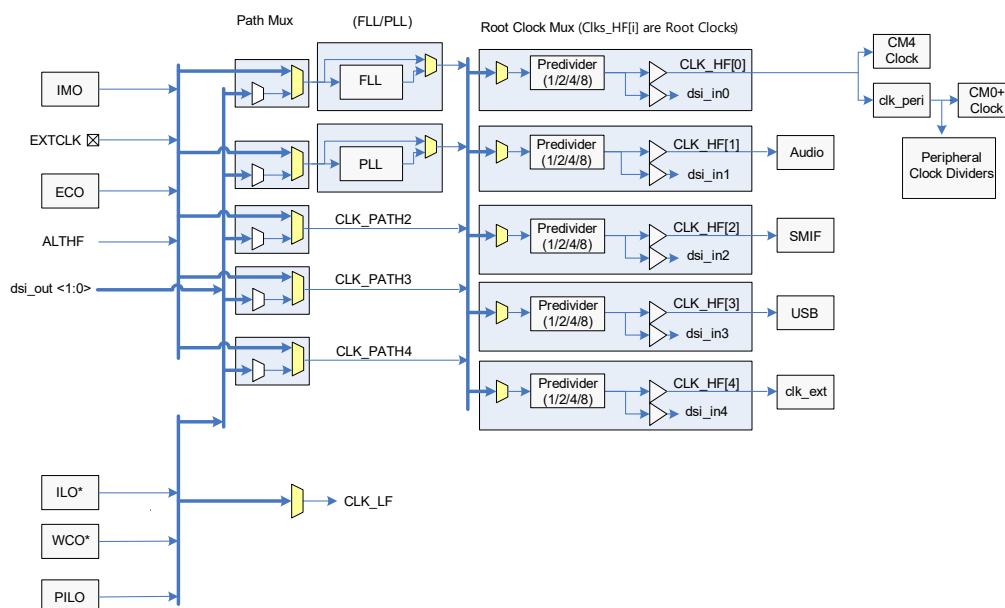 Path Mux
(FLL/PLL)
Root Clock Mux (Clks_HF[i] are Root Clocks)
IMO
EXTCLK
ECO
ALTHF
dsi_out <1:0>
FLL
PLL
CLK_PATH2
CLK_PATH3
CLK_PATH4
Predivider
(1/2/4/8)
CLK_HF[0]
dsi_in0
Predivider
(1/2/4/8)
CLK_HF[1]
dsi_in1
Predivider
(1/2/4/8)
CLK_HF[2]
dsi_in2
Predivider
(1/2/4/8)
CLK_HF[3]
dsi_in3
Predivider
(1/2/4/8)
CLK_HF[4]
dsi_in4
CM4
Clock
clk_peri
CM0+
Clock
Peripheral
Clock Dividers
Audio
SMIF
USB
clk_ext
ILO*
WCO*
PILO
CLK_LF